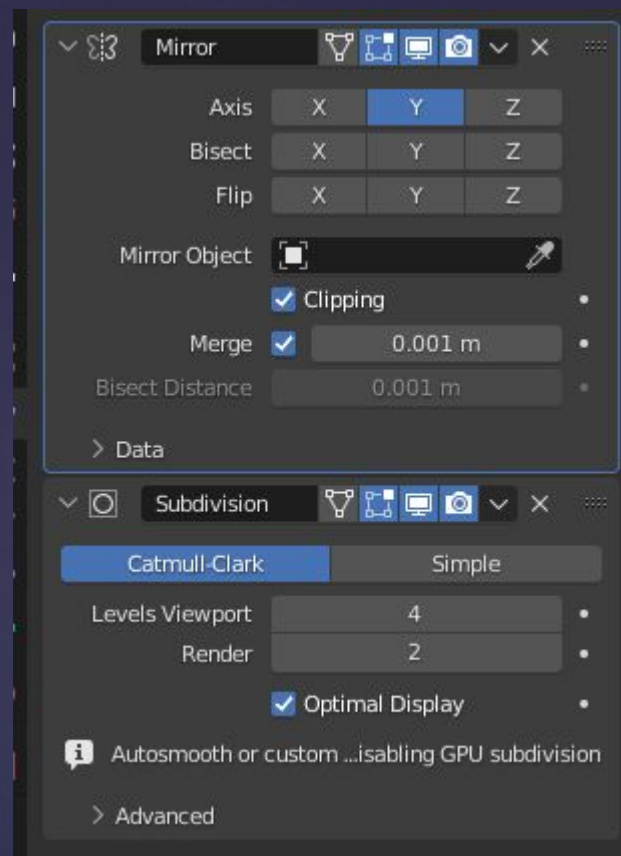 Mirror
Axis X Y Z
Bisect X Y Z
Flip X Y Z
Mirror Object
Clipping
Merge 0.001 m
Bisect Distance 0.001 m
Data
Subdivision
Catmull-Clark Simple
Levels Viewport 4
Render 2
Optimal Display
Autosmooth or custom ...isabling GPU subdivision
Advanced